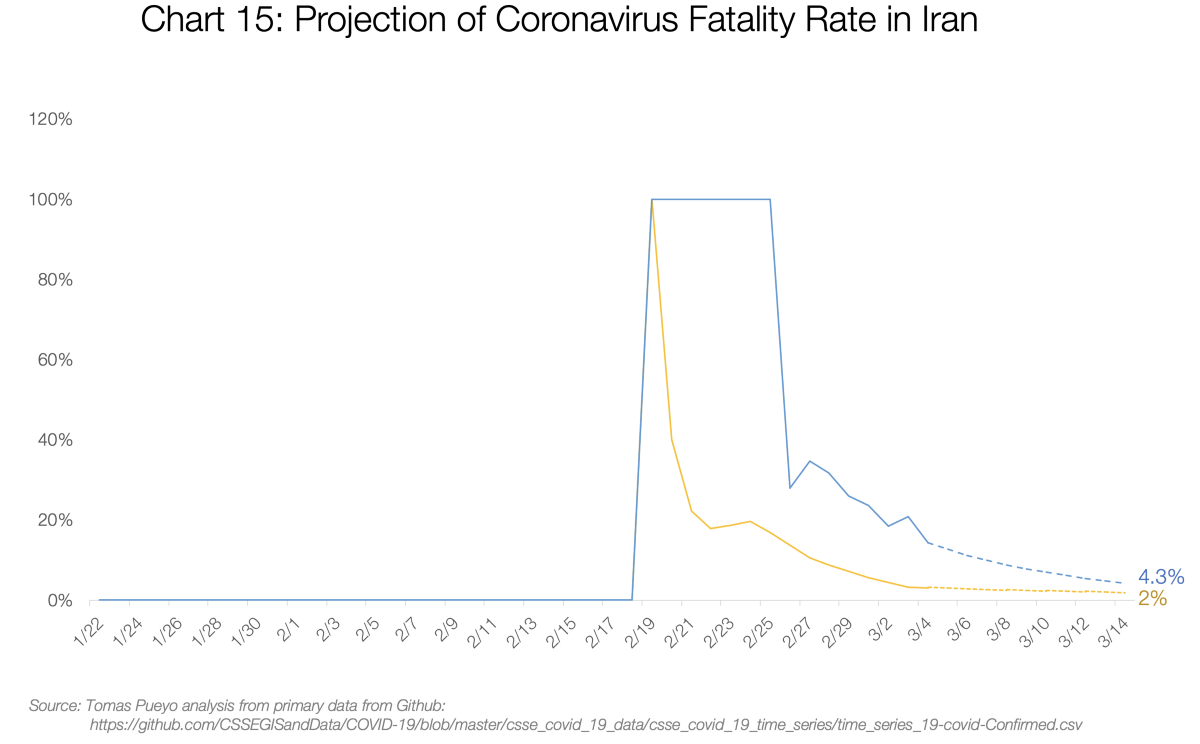 Chart 15: Projection of Coronavirus Fatality Rate in Iran
120%
100%
80%
60%
40%
20%
0%
4.3%
2%
1/22 1/24 1/26 1/28 1/30 2/1 2/3 2/5 2/7 2/9 2/11 2/13 2/15 2/17 2/19 2/21 2/23 2/25 2/27 2/29 3/2 3/4 3/6 3/8 3/10 3/12 3/14
Source: Tomas Pueyo analysis from primary data from Github:
https://github.com/CSSEGISandData/COVID-19/blob/master/csse_covid_19_data/csse_covid_19_time_series/time_series_19-covid-Confirmed.csv